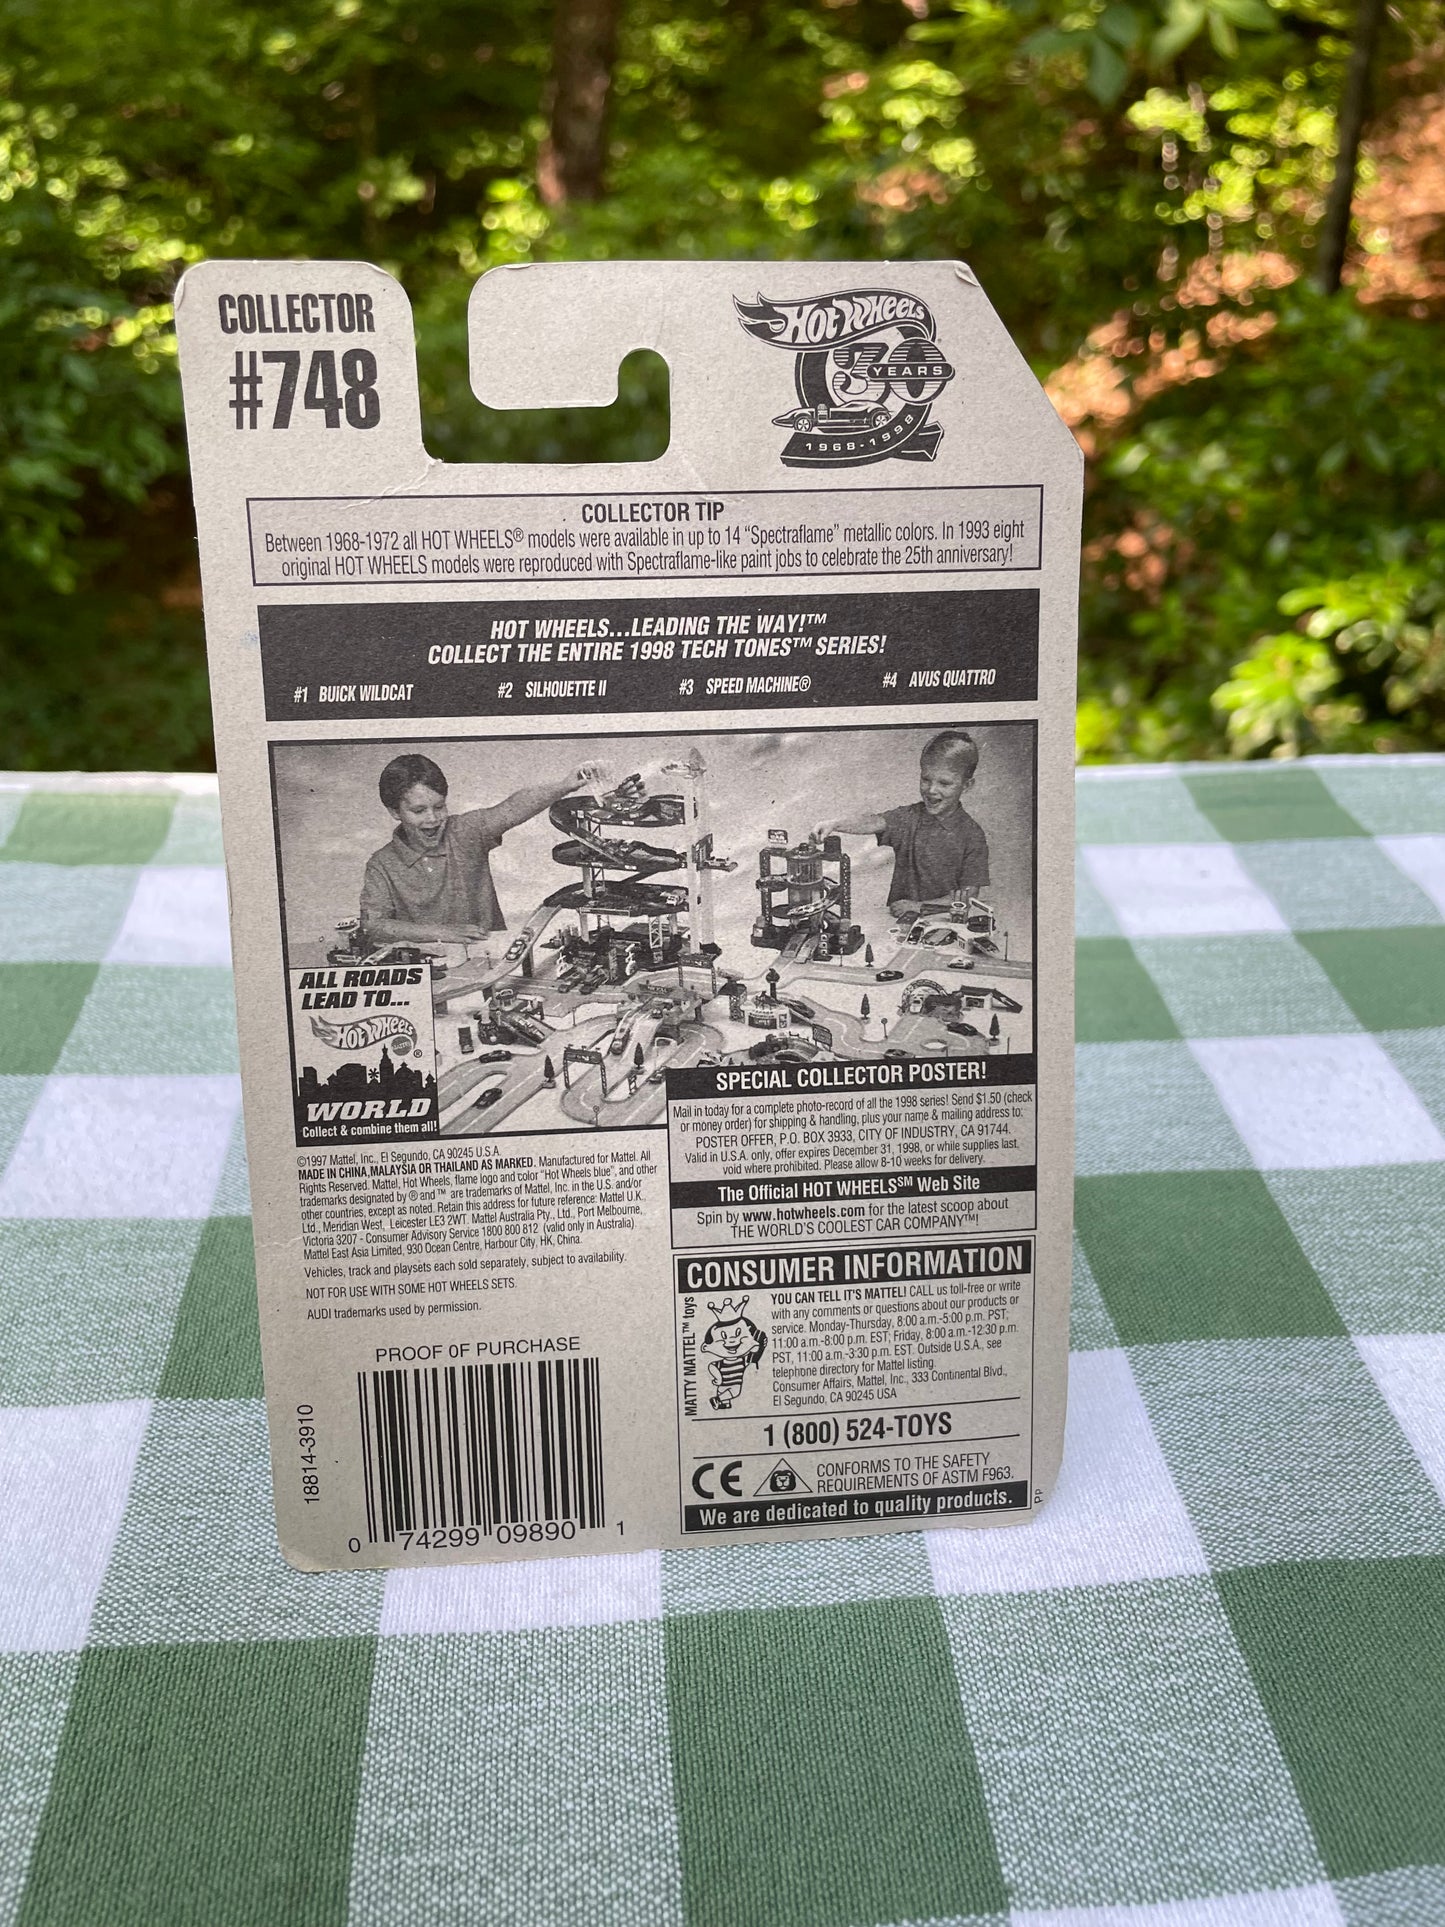 COLLECTOR
#748
HOT WHEELS
30
YEARS
1968-1998
COLLECTOR TIP
Between 1968-1972 all HOT WHEELS® models were available in up to 14 “Spectraflame” metallic colors. In 1993 eight
original HOT WHEELS models were reproduced with Spectraflame-like paint jobs to celebrate the 25th anniversary!
HOT WHEELS...LEADING THE WAY!™
COLLECT THE ENTIRE 1998 TECH TONES™ SERIES!
#1 BUICK WILDCAT #2 SILHOUETTE II #3 SPEED MACHINE® #4 AVUS QUATTRO
ALL ROADS
LEAD TO...
HOT WHEELS ®
WORLD
Collect & combine them all!
SPECIAL COLLECTOR POSTER!
Mail in today for a complete photo-record of all the 1998 series! Send $1.50 (check
or money order) for shipping & handling, plus your name & mailing address to:
POSTER OFFER, P.O. BOX 3933, CITY OF INDUSTRY, CA 91744.
Valid in U.S.A. only, offer expires December 31, 1998, or while supplies last,
void where prohibited. Please allow 8-10 weeks for delivery.
The Official HOT WHEELS℠ Web Site
Spin by www.hotwheels.com for the latest scoop about
THE WORLD'S COOLEST CAR COMPANY™!
©1997 Mattel, Inc., El Segundo, CA 90245 U.S.A.
MADE IN CHINA, MALAYSIA OR THAILAND AS MARKED. Manufactured for Mattel. All
Rights Reserved. Mattel, Hot Wheels, flame logo and color "Hot Wheels blue", and other
trademarks designated by ® and ™ are trademarks of Mattel, Inc. in the U.S. and/or
other countries, except as noted. Retain this address for future reference: Mattel U.K.
Ltd., Meridian West, Leicester LE3 2WT. Mattel Australia Pty., Ltd., Port Melbourne,
Victoria 3207 - Consumer Advisory Service 1800 800 812 (valid only in Australia)
Mattel East Asia Limited, 930 Ocean Centre, Harbour City, HK, China.
Vehicles, track and playsets each sold separately, subject to availability.
NOT FOR USE WITH SOME HOT WHEELS SETS.
AUDI trademarks used by permission.
PROOF OF PURCHASE
18814-3910
0 74299 09890 1
CONSUMER INFORMATION
MATTY MATTEL™ toys
YOU CAN TELL IT'S MATTEL! CALL us toll-free or write
with any comments or questions about our products or
service. Monday-Thursday, 8:00 a.m.-5:00 p.m. PST,
11:00 a.m.-8:00 p.m. EST; Friday, 8:00 a.m.-12:30 p.m.
PST, 11:00 a.m.-3:30 p.m. EST. Outside U.S.A., see
telephone directory for Mattel listing.
Consumer Affairs, Mattel, Inc., 333 Continental Blvd.,
El Segundo, CA 90245 USA
1 (800) 524-TOYS
CE
CONFORMS TO THE SAFETY
REQUIREMENTS OF ASTM F963.
We are dedicated to quality products.
PP